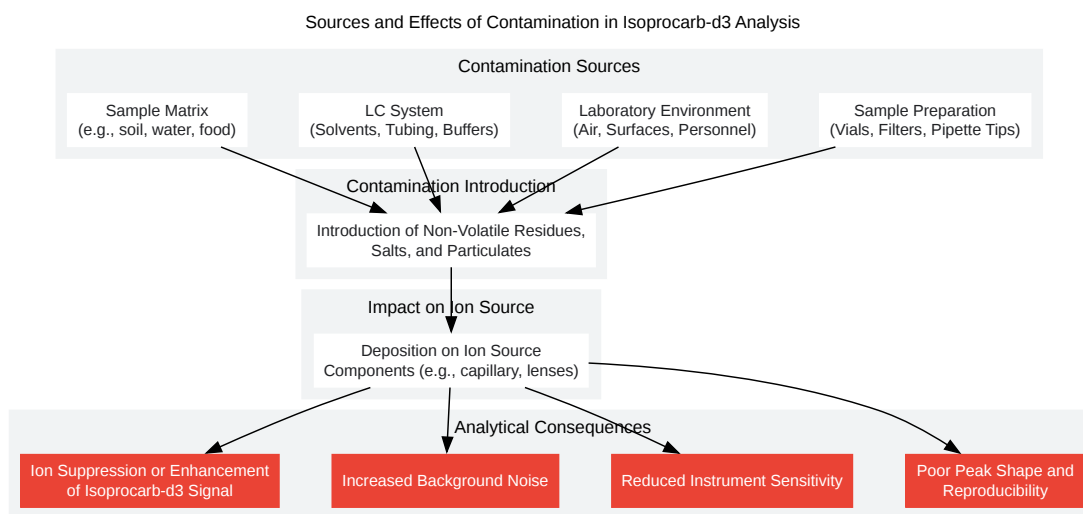 Sources and Effects of Contamination in Isoprocarb-d3 Analysis
Contamination Sources
Sample Matrix
(e.g., soil, water, food)
LC System
(Solvents, Tubing, Buffers)
Laboratory Environment
(Air, Surfaces, Personnel)
Sample Preparation
(Vials, Filters, Pipette Tips)
Contamination Introduction
Introduction of Non-Volatile Residues,
Salts, and Particulates
Impact on Ion Source
Deposition on Ion Source
Components (e.g., capillary, lenses)
Analytical Consequences
Ion Suppression or Enhancement
of Isoprocarb-d3 Signal
Increased Background Noise
Reduced Instrument Sensitivity
Poor Peak Shape and
Reproducibility